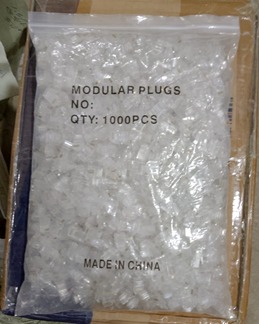 MODULAR PLUGS
NO:
QTY: 1000PCS
MADE IN CHINA